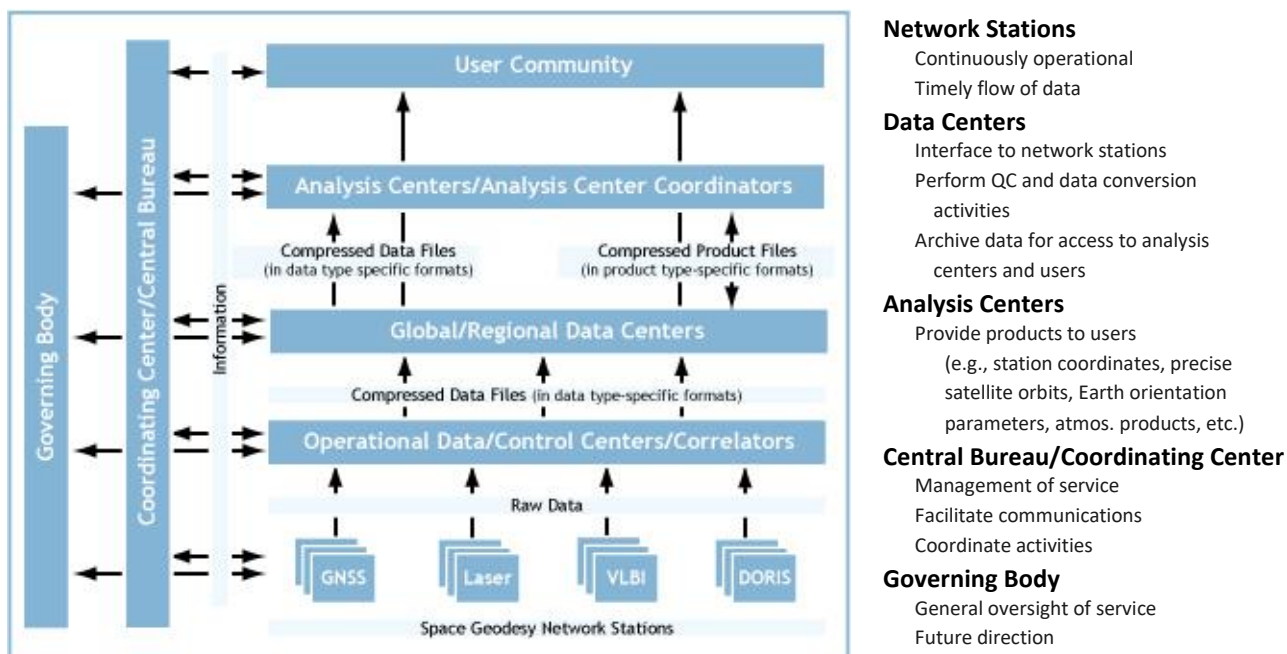 User Community
Analysis Centers/Analysis Center Coordinators
Compressed Data Files
(in data type specific formats)
Compressed Product Files
(in product type-specific formats)
Global/Regional Data Centers
Compressed Data Files (in data type-specific formats)
Operational Data/Control Centers/Correlators
Raw Data
GNSS
Laser
VLBI
DORIS
Space Geodesy Network Stations
Governing Body
Coordinating Center/Central Bureau
Information
Network Stations
Continuously operational
Timely flow of data
Data Centers
Interface to network stations
Perform QC and data conversion
activities
Archive data for access to analysis
centers and users
Analysis Centers
Provide products to users
(e.g., station coordinates, precise
satellite orbits, Earth orientation
parameters, atmos. products, etc.)
Central Bureau/Coordinating Center
Management of service
Facilitate communications
Coordinate activities
Governing Body
General oversight of service
Future direction